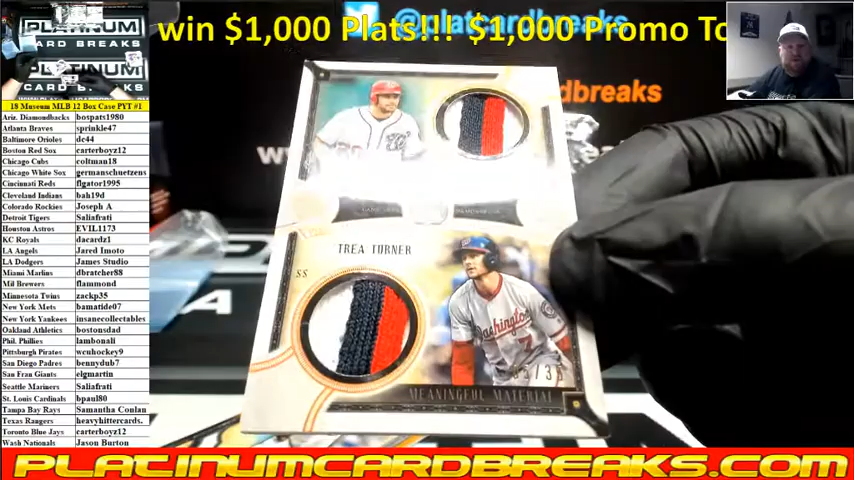 win $1,000 Plats!!! $1,000 Promo To
@platcardbreaks
PLATINUM
CARD BREAKS
PLATINUM
18 Museum MLB 12 Box Case PYT #1
Ariz. Diamondbacks bospats1980
Atlanta Braves sprinkle47
Baltimore Orioles dc44
Boston Red Sox carterboyz12
Chicago Cubs coltman18
Chicago White Sox germanschuetzens
Cincinnati Reds flgator1995
Cleveland Indians bah19d
Colorado Rockies Joseph A
Detroit Tigers Saliafrati
Houston Astros EVIL1173
KC Royals dacardz1
LA Angels Jared Imoto
LA Dodgers James Studio
Miami Marlins dbratcher88
Mil Brewers flammond
Minnesota Twins zackp35
New York Mets bamatide07
New York Yankees insanecollectables
Oakland Athletics bostonsdad
Phil. Phillies lambonali
Pittsburgh Pirates wcuhockey9
San Diego Padres bennydub7
San Fran Giants elgmartin
Seattle Mariners Saliafrati
St. Louis Cardinals bpaul80
Tampa Bay Rays Samantha Conlan
Texas Rangers heavyhittercards.
Toronto Blue Jays carterboyz12
Wash Nationals Jason Burton
dbreaks
TREA TURNER
SS
Washington
7
MEANINGFUL MATERIAL
PLATINUMCARDBREAKS.COM